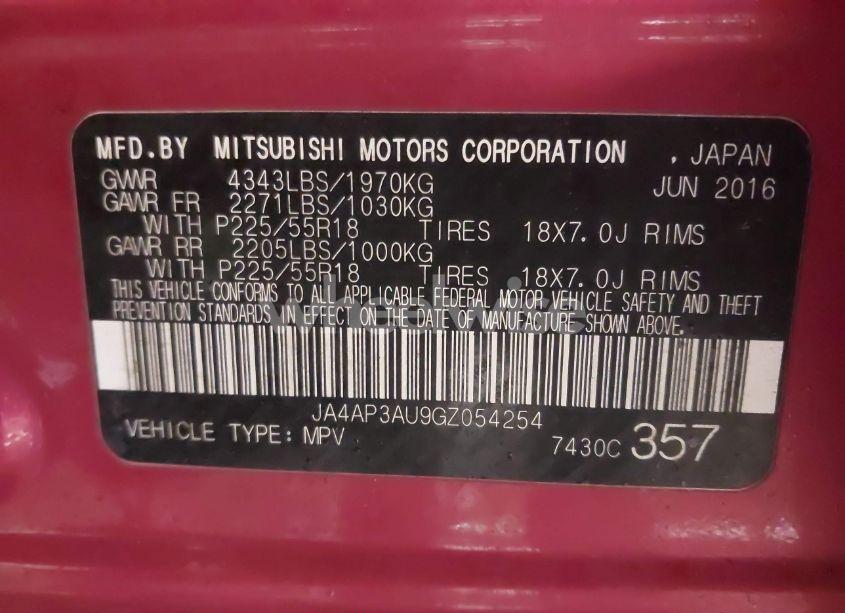 MFD.BY MITSUBISHI MOTORS CORPORATION , JAPAN
GVWR 4343LBS/1970KG JUN 2016
GAWR FR 2271LBS/1030KG
WITH P225/55R18 TIRES 18X7.0J RIMS
GAWR RR 2205LBS/1000KG
WITH P225/55R18 TIRES 18X7.0J RIMS
THIS VEHICLE CONFORMS TO ALL APPLICABLE FEDERAL MOTOR VEHICLE SAFETY AND THEFT
PREVENTION STANDARDS IN EFFECT ON THE DATE OF MANUFACTURE SHOWN ABOVE.
JA4AP3AU9GZ054254
VEHICLE TYPE: MPV 7430C 357